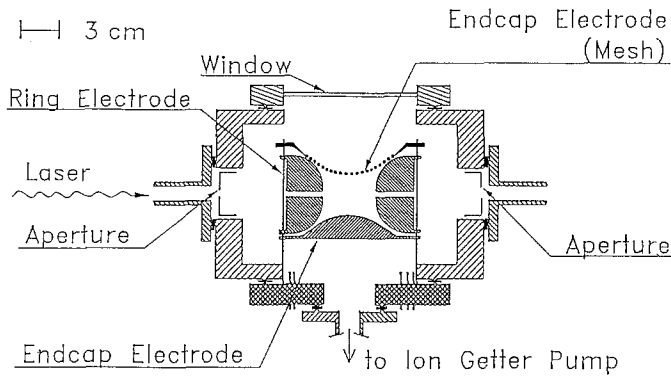 3 cm
Endcap Electrode
(Mesh)
Window
Ring Electrode
Laser
Aperture
Aperture
Endcap Electrode
to Ion Getter Pump